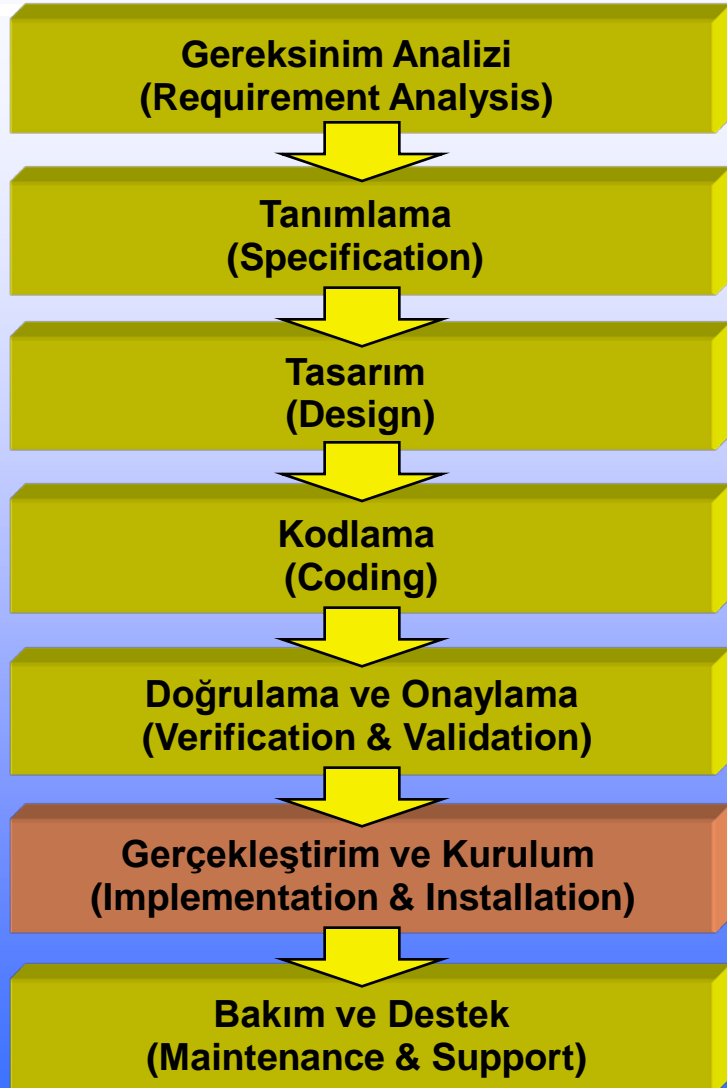 Gereksinim Analizi
(Requirement Analysis)
Tanımlama
(Specification)
Tasarım
(Design)
Kodlama
(Coding)
Doğrulama ve Onaylama
(Verification & Validation)
Gerçekleştirim ve Kurulum
(Implementation & Installation)
Bakım ve Destek
(Maintenance & Support)